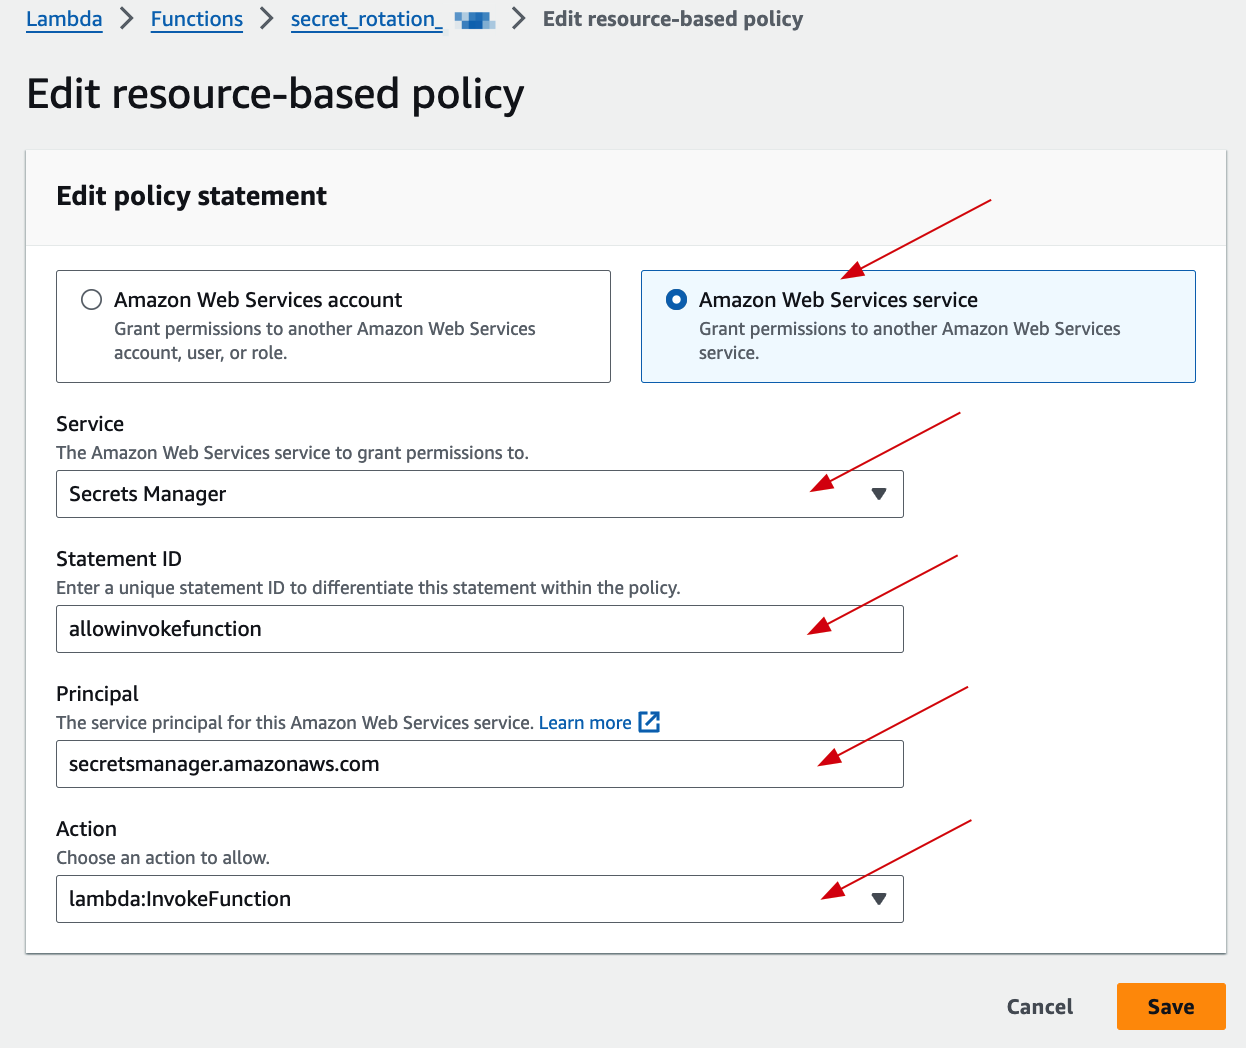 Lambda > Functions > secret_rotation_ > Edit resource-based policy
Edit resource-based policy
Edit policy statement
Amazon Web Services account
Grant permissions to another Amazon Web Services
account, user, or role.
Amazon Web Services service
Grant permissions to another Amazon Web Services
service.
Service
The Amazon Web Services service to grant permissions to.
Secrets Manager
Statement ID
Enter a unique statement ID to differentiate this statement within the policy.
allowinvokefunction
Principal
The service principal for this Amazon Web Services service. Learn more
secretsmanager.amazonaws.com
Action
Choose an action to allow.
lambda:InvokeFunction
Cancel Save